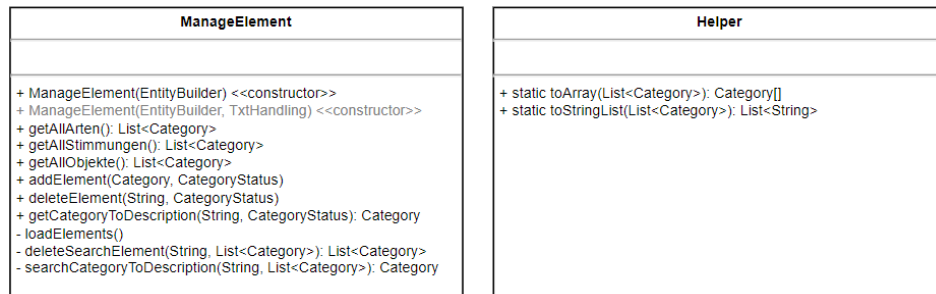 ManageElement
+ ManageElement(EntityBuilder) <<constructor>>
+ ManageElement(EntityBuilder, TxtHandling) <<constructor>>
+ getAllArten(): List<Category>
+ getAllStimmungen(): List<Category>
+ getAllObjekte(): List<Category>
+ addElement(Category, CategoryStatus)
+ deleteElement(String, CategoryStatus)
+ getCategoryToDescription(String, CategoryStatus): Category
- loadElements()
- deleteSearchElement(String, List<Category>): List<Category>
- searchCategoryToDescription(String, List<Category>): Category
Helper
+ static toArray(List<Category>): Category[]
+ static toStringList(List<Category>): List<String>